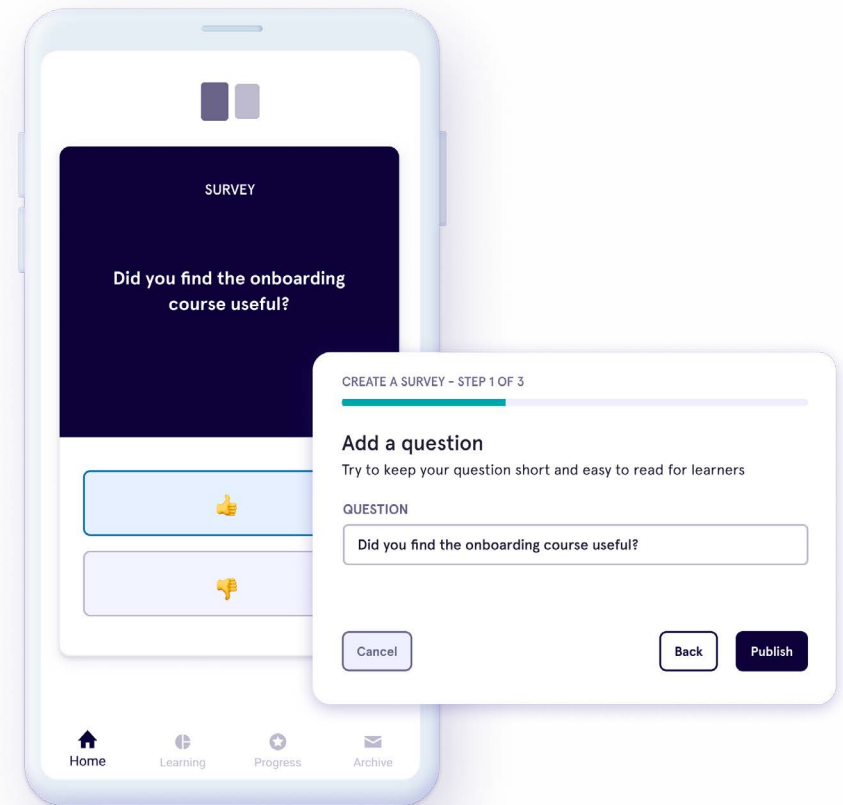 SURVEY
Did you find the onboarding
course useful?
👍
👎
Home
Learning
Progress
Archive
CREATE A SURVEY - STEP 1 OF 3
Add a question
Try to keep your question short and easy to read for learners
QUESTION
Did you find the onboarding course useful?
Cancel
Back
Publish